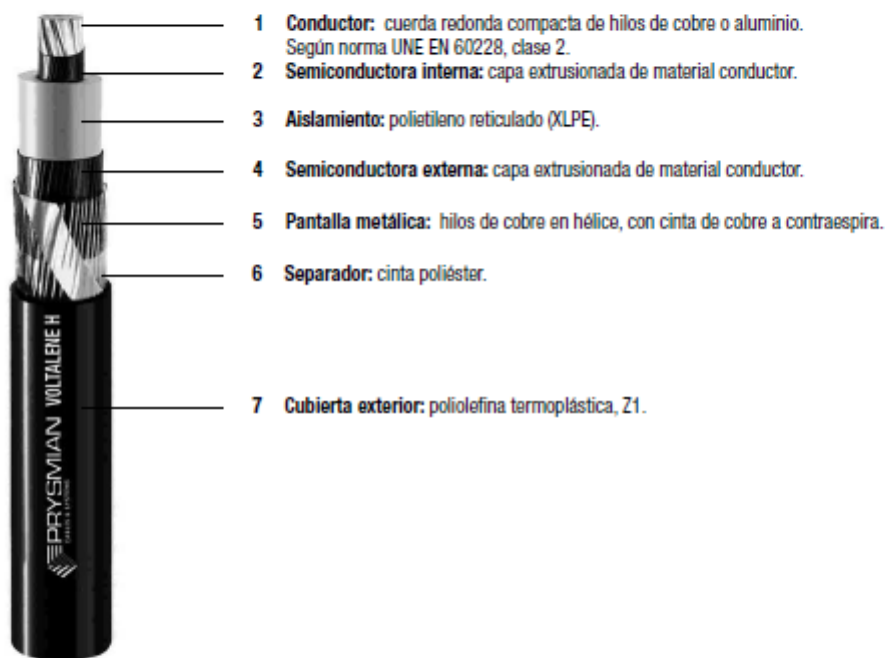 1 Conductor: cuerda redonda compacta de hilos de cobre o aluminio.
Según norma UNE EN 60228, clase 2.
2 Semiconductora interna: capa extrusionada de material conductor.
3 Aislamiento: polietileno reticulado (XLPE).
4 Semiconductora externa: capa extrusionada de material conductor.
5 Pantalla metálica: hilos de cobre en hélice, con cinta de cobre a contraespira.
6 Separador: cinta poliéster.
7 Cubierta exterior: poliolefina termoplástica, Z1.
PRYSMIAN VOLTALENE H
CABLES & SYSTEMS